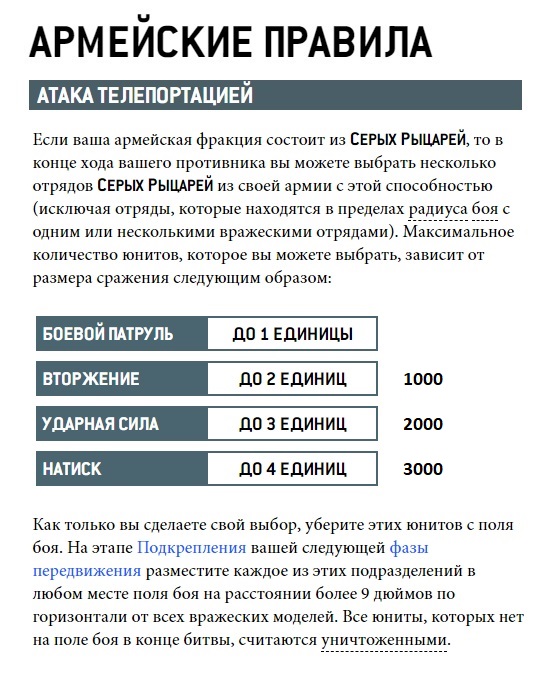 АРМЕЙСКИЕ ПРАВИЛА
АТАКА ТЕЛЕПОРТАЦИЕЙ
Если ваша армейская фракция состоит из СЕРЫХ РЫЦАРЕЙ, то в
конце хода вашего противника вы можете выбрать несколько
отрядов СЕРЫХ РЫЦАРЕЙ из своей армии с этой способностью
(исключая отряды, которые находятся в пределах радиуса боя с
одним или несколькими вражескими отрядами). Максимальное
количество юнитов, которое вы можете выбрать, зависит от
размера сражения следующим образом:
БОЕВОЙ ПАТРУЛЬ ДО 1 ЕДИНИЦЫ
ВТОРЖЕНИЕ ДО 2 ЕДИНИЦ 1000
УДАРНАЯ СИЛА ДО 3 ЕДИНИЦ 2000
НАТИСК ДО 4 ЕДИНИЦ 3000
Как только вы сделаете свой выбор, уберите этих юнитов с поля
боя. На этапе Подкрепления вашей следующей фазы
передвижения разместите каждое из этих подразделений в
любом месте поля боя на расстоянии более 9 дюймов по
горизонтали от всех вражеских моделей. Все юниты, которых нет
на поле боя в конце битвы, считаются уничтоженными.